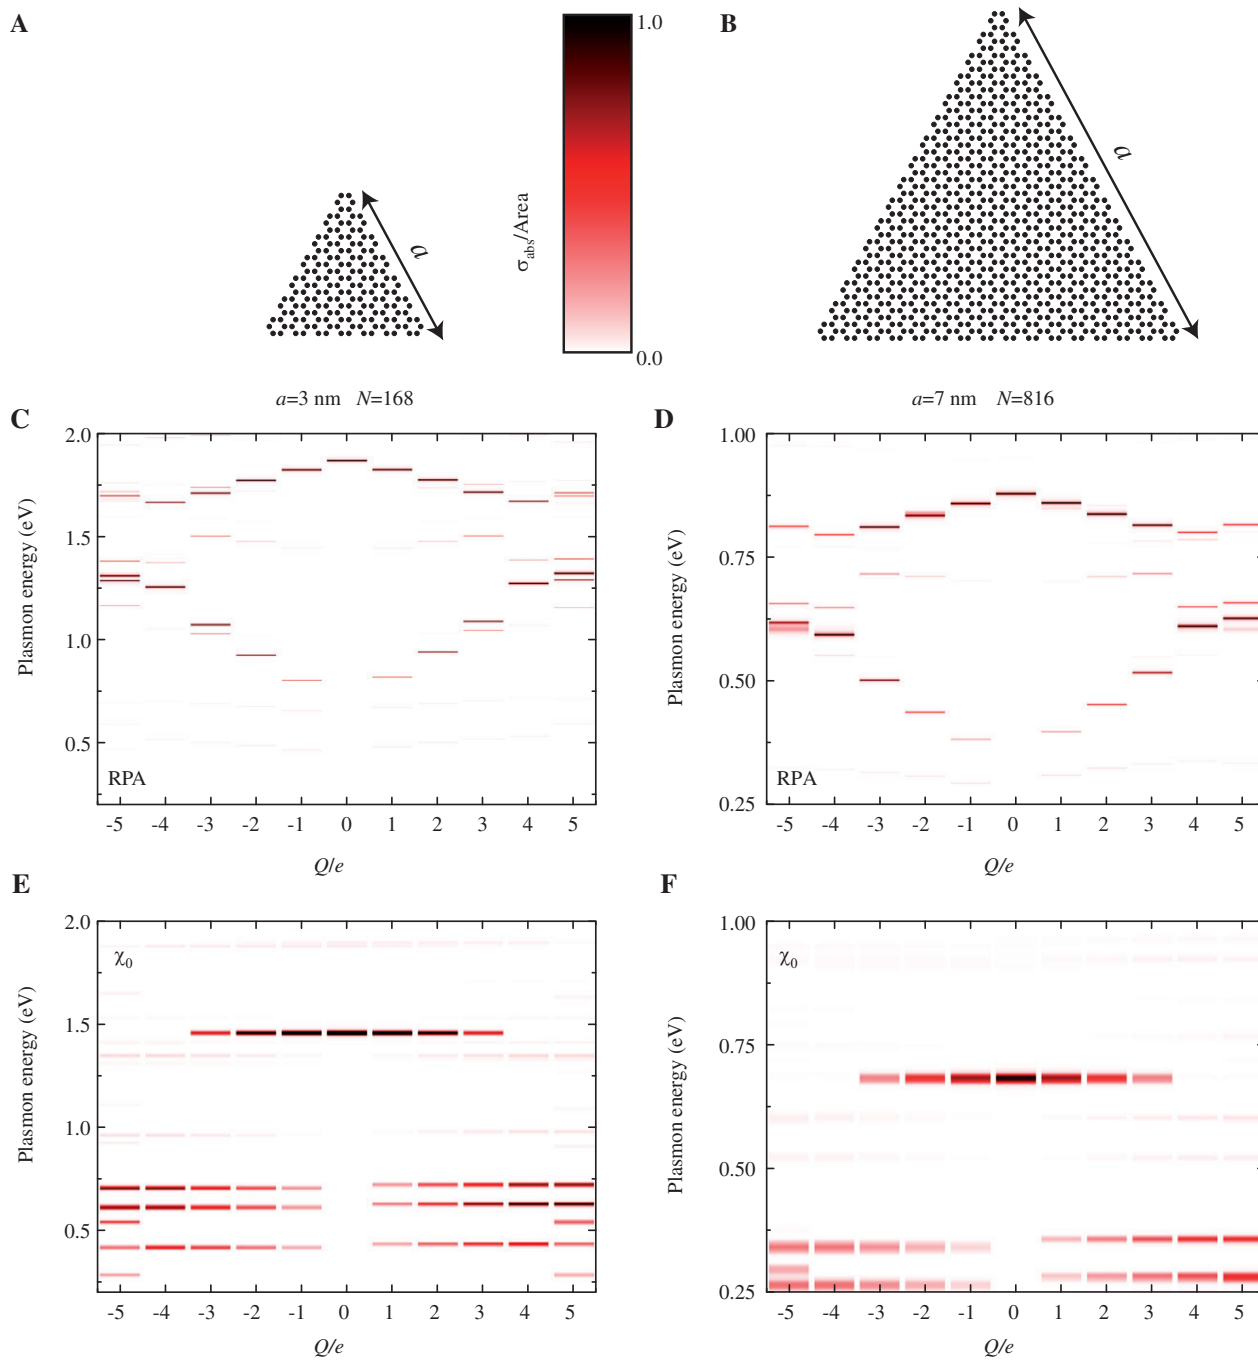 A
B
1.0
σabs/Area
0.0
a
a
a=3 nm N=168
a=7 nm N=816
C
D
2.0
1.5
1.0
0.5
Plasmon energy (eV)
RPA
-5 -4 -3 -2 -1 0 1 2 3 4 5
Q/e
1.00
0.75
0.50
0.25
Plasmon energy (eV)
RPA
-5 -4 -3 -2 -1 0 1 2 3 4 5
Q/e
E
F
2.0
1.5
1.0
0.5
Plasmon energy (eV)
χ0
-5 -4 -3 -2 -1 0 1 2 3 4 5
Q/e
1.00
0.75
0.50
0.25
Plasmon energy (eV)
χ0
-5 -4 -3 -2 -1 0 1 2 3 4 5
Q/e